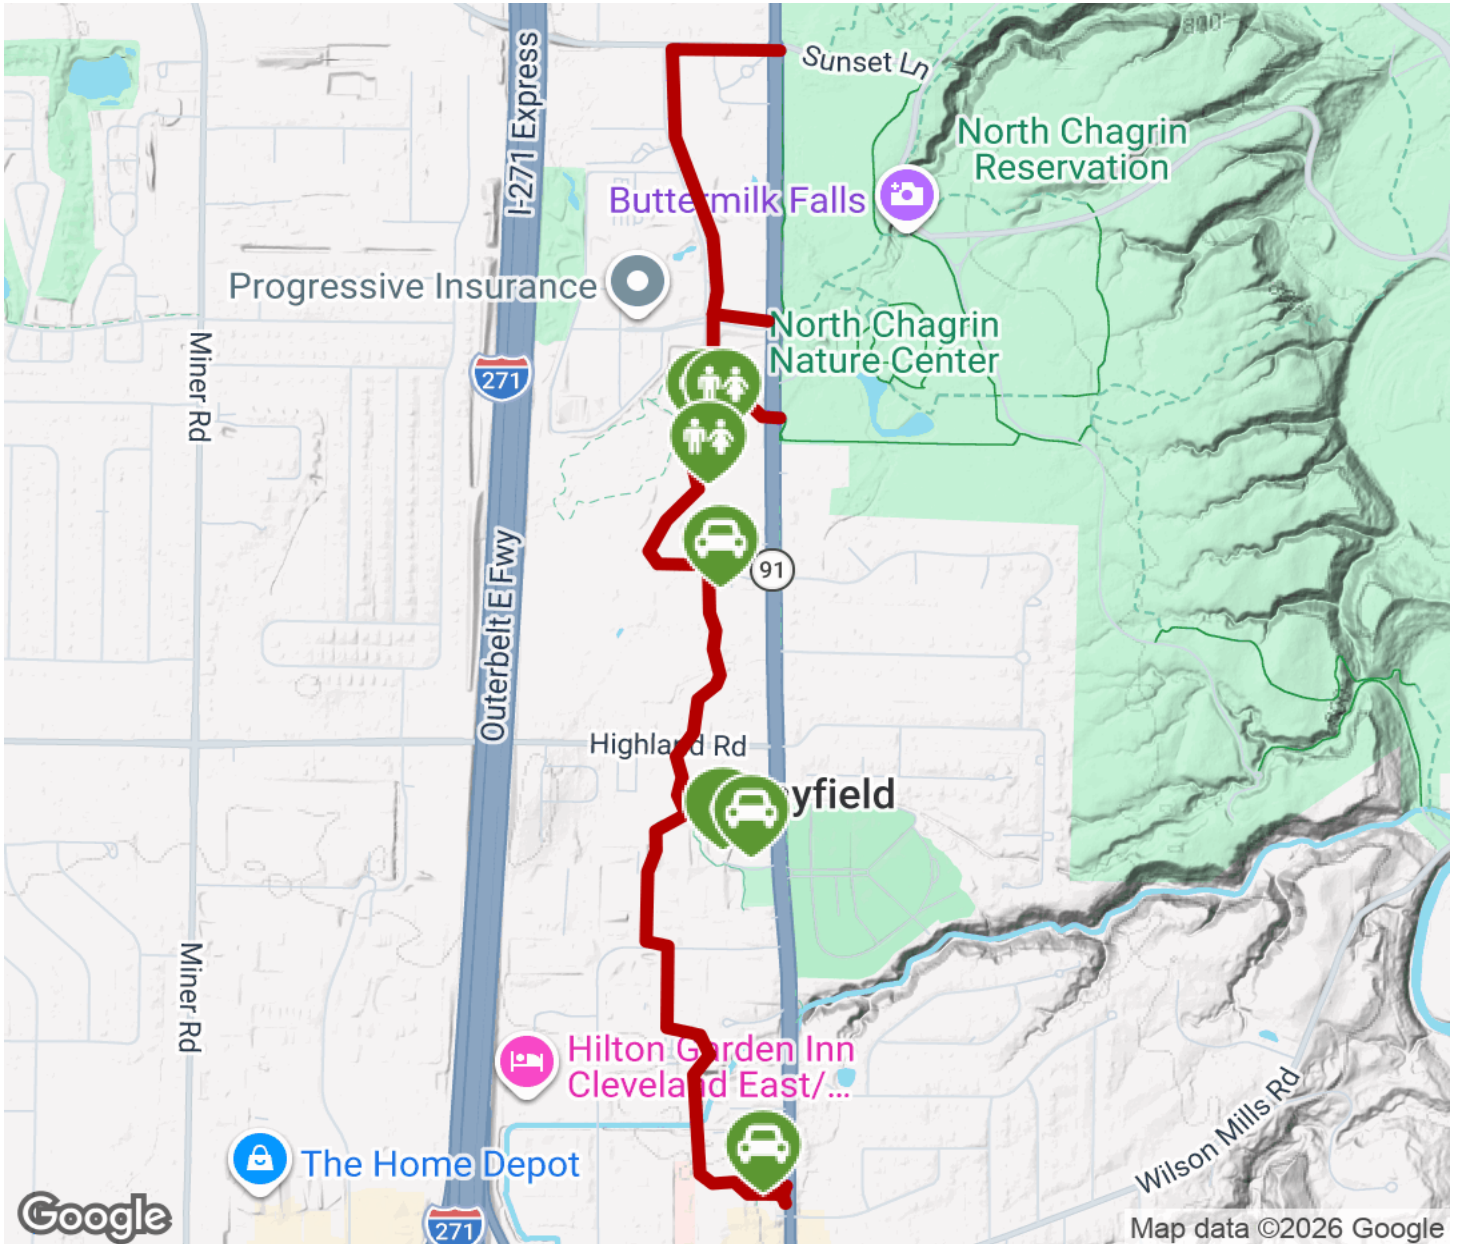 800'
I-271 Express
Sunset Ln
North Chagrin
Reservation
Buttermilk Falls
Progressive Insurance
North Chagrin
Nature Center
Miner Rd
271
91
Outerbelt E Fwy
Highland Rd
yfield
Miner Rd
Hilton Garden Inn
Cleveland East/...
Wilson Mills Rd
The Home Depot
271
Google
Map data ©2026 Google